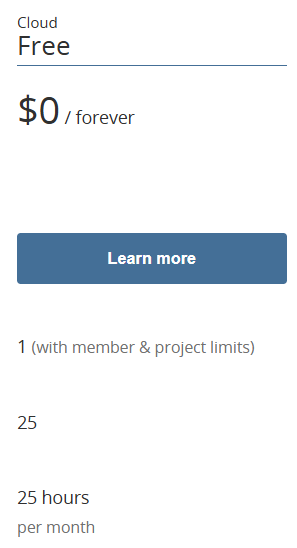 Cloud
Free
$0 / forever
Learn more
1 (with member & project limits)
25
25 hours
per month